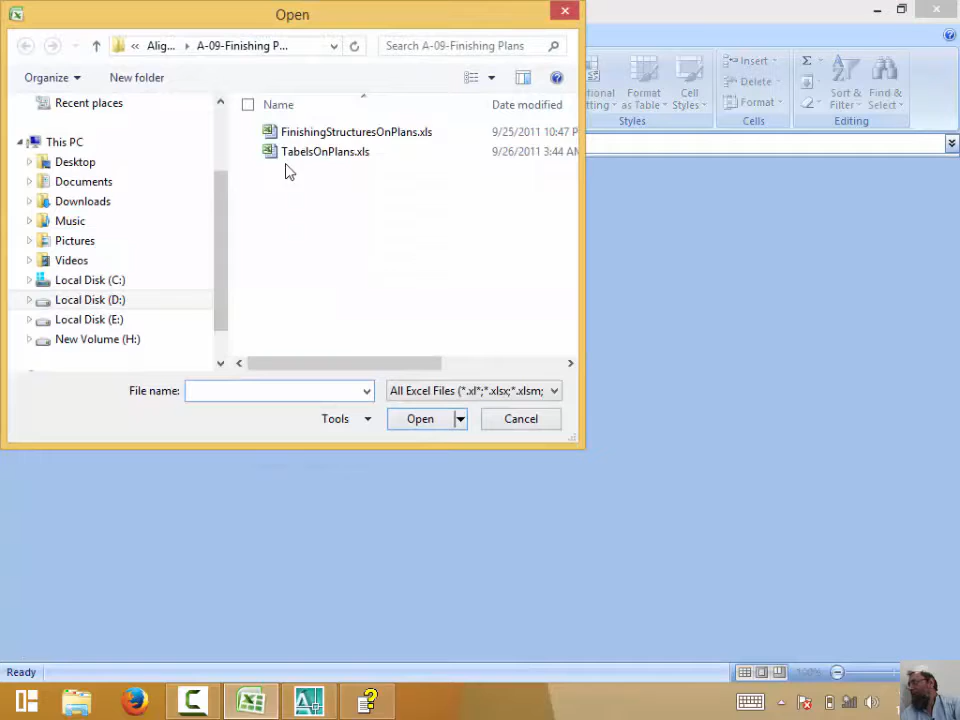 Open
Alig... A-09-Finishing P...
Search A-09-Finishing Plans
Organize
New folder
Recent places
This PC
Desktop
Documents
Downloads
Music
Pictures
Videos
Local Disk (C:)
Local Disk (D:)
Local Disk (E:)
New Volume (H:)
Name Date modified
FinishingStructuresOnPlans.xls 9/25/2011 10:47 P
TabelsOnPlans.xls 9/26/2011 3:44 AM
File name:
All Excel Files (*.xl*;*.xlsx;*.xlsm;
Tools
Open
Cancel
Format as Table
Cell Styles
Styles
Insert
Delete
Format
Cells
Sort & Filter
Find & Select
Editing
Ready
100%